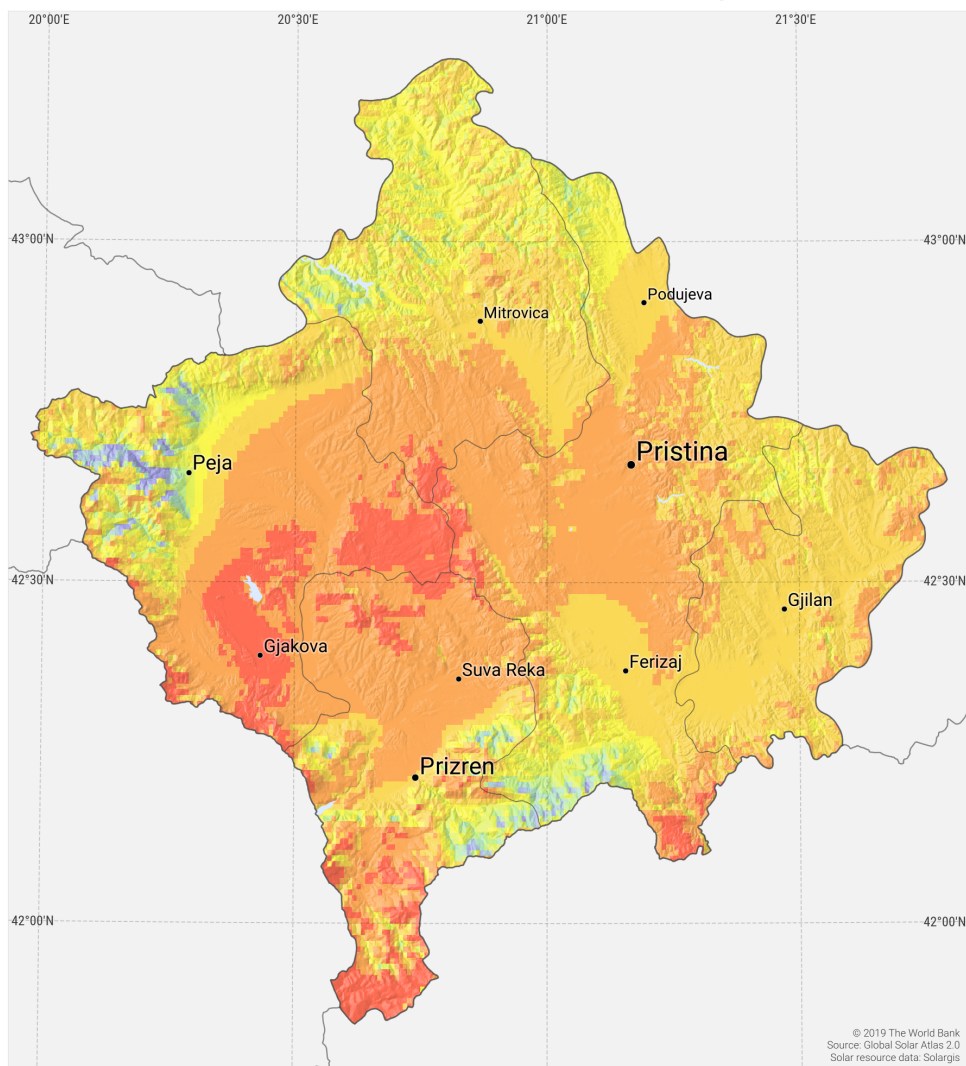 20°00'E 20°30'E 21°00'E 21°30'E
43°00'N 43°00'N
Podujeva
Mitrovica
Pristina
Peja
42°30'N 42°30'N
Gjilan
Gjakova
Ferizaj
Suva Reka
Prizren
42°00'N 42°00'N
© 2019 The World Bank
Source: Global Solar Atlas 2.0
Solar resource data: Solargis